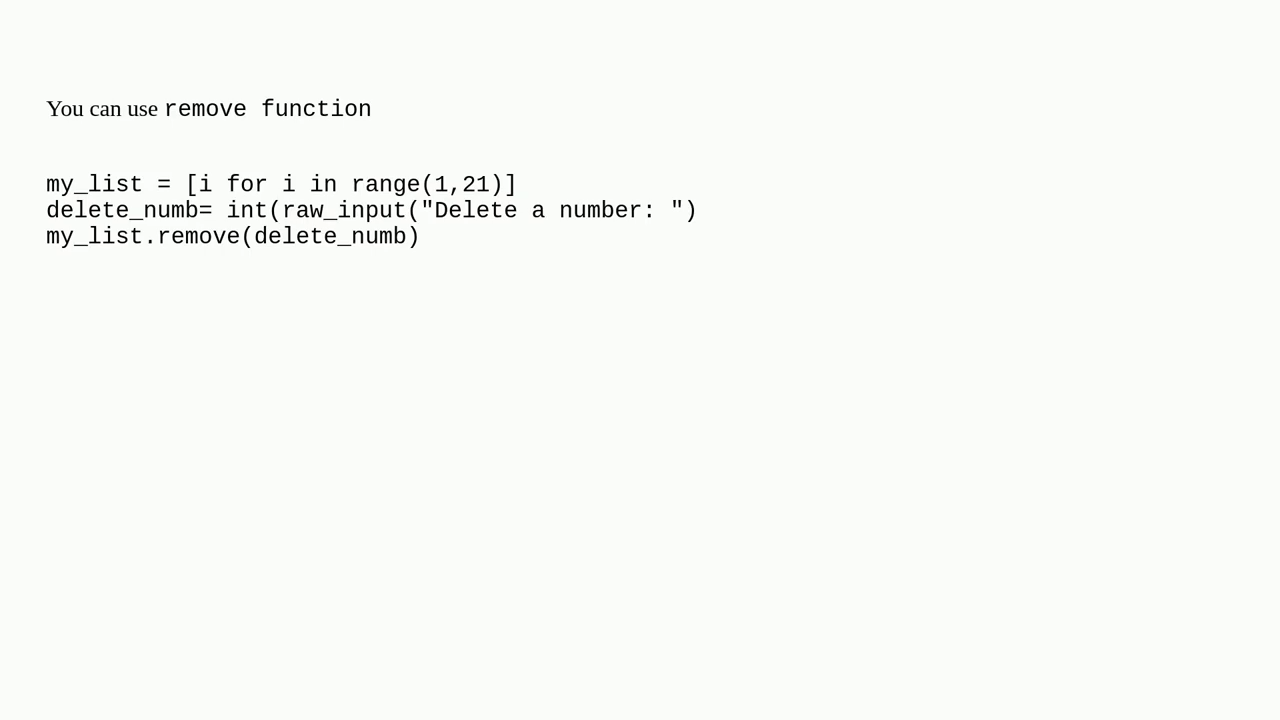 You can use remove function
my_list = [i for i in range(1,21)]
delete_numb= int(raw_input("Delete a number: ")
my_list.remove(delete_numb)